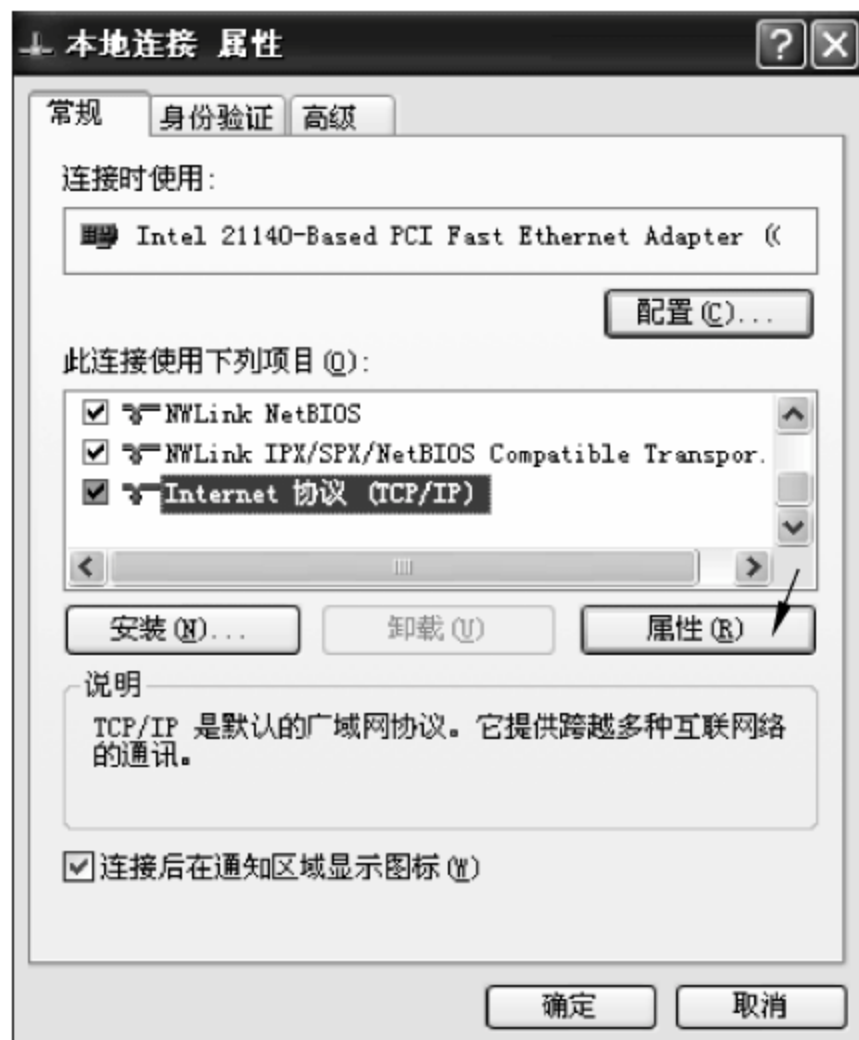 本地连接 属性
常规 身份验证 高级
连接时使用:
Intel 21140-Based PCI Fast Ethernet Adapter (
配置(C)...
此连接使用下列项目(O):
NWLink NetBIOS
NWLink IPX/SPX/NetBIOS Compatible Transpor.
Internet 协议 (TCP/IP)
安装(N)... 卸载(U) 属性(R)
说明
TCP/IP 是默认的广域网协议。它提供跨越多种互联网络
的通讯。
连接后在通知区域显示图标(W)
确定 取消